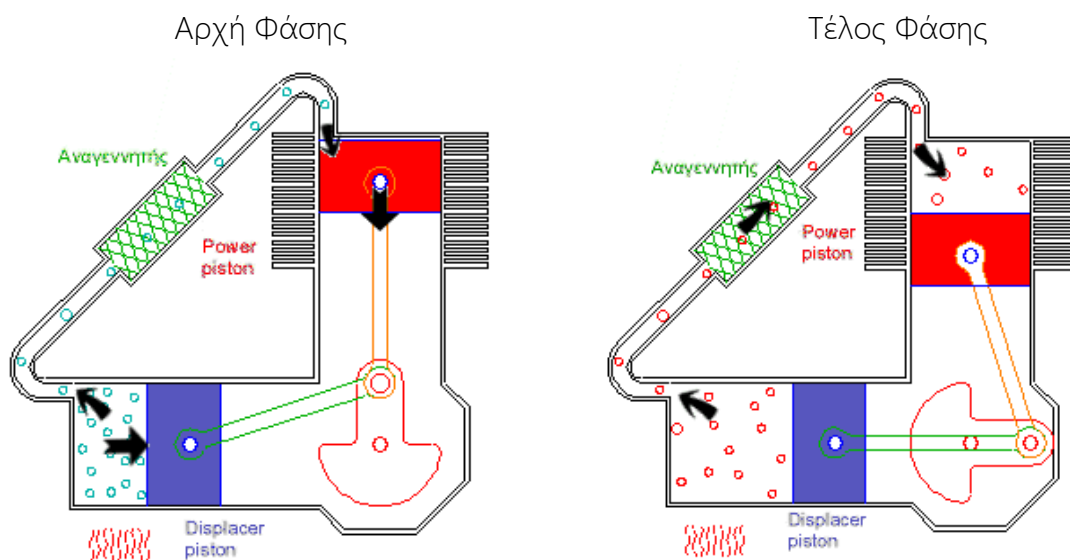 Αρχή Φάσης
Τέλος Φάσης
Αναγεννητής
Power
piston
Displacer
piston
Αναγεννητής
Power
piston
Displacer
piston